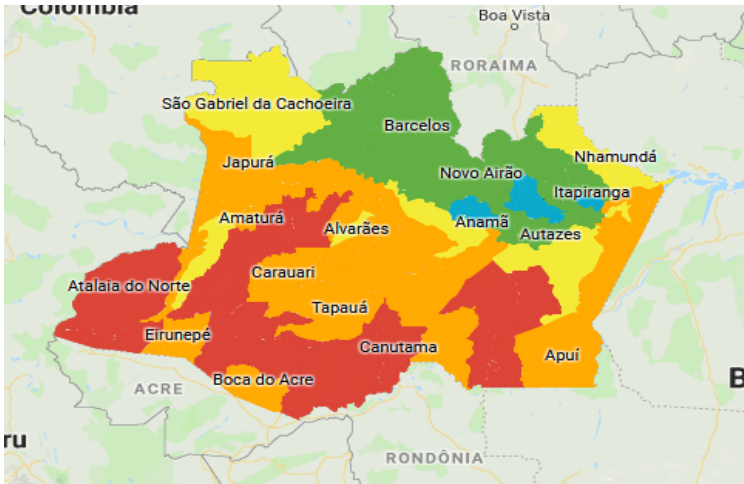 Colombia
Boa Vista
RORAIMA
São Gabriel da Cachoeira
Barcelos
Japurá
Nhamundá
Novo Airão
Itapiranga
Amaturá
Alvarães
Anamã
Autazes
Carauari
Atalaia do Norte
Tapauá
Eirunepé
Canutama
Apuí
Boca do Acre
ACRE
B
ru
RONDÔNIA